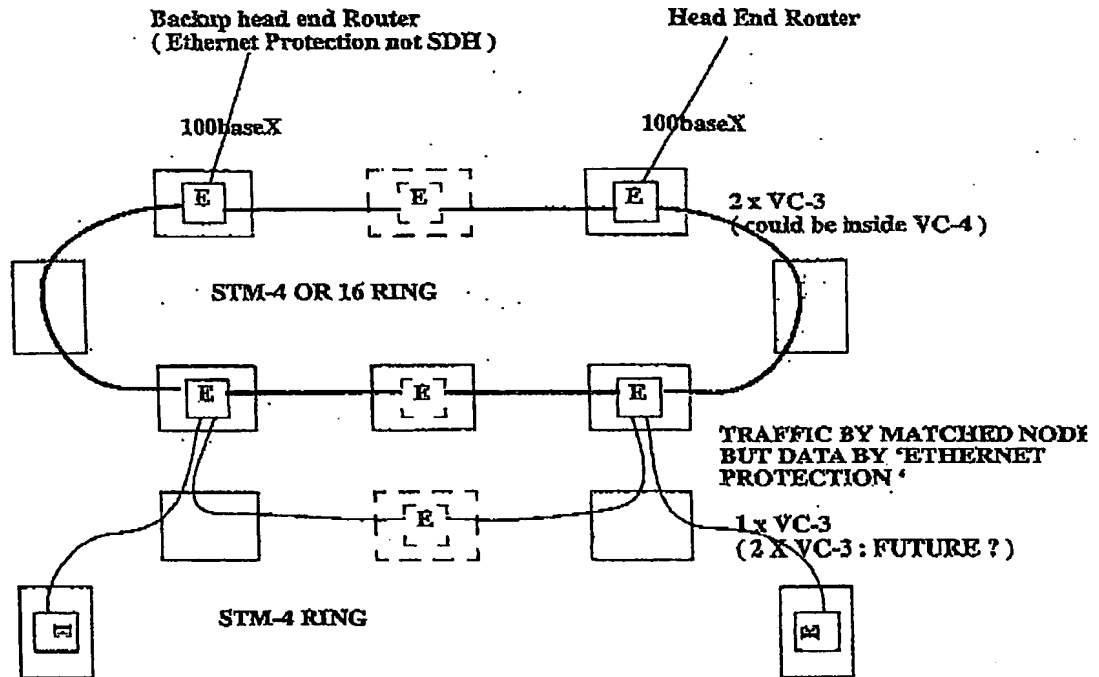 Backup head end Router
( Ethernet Protection not SDH )
Head End Router
100baseX
100baseX
E
E
E
2 x VC-3
( could be inside VC-4 )
STM-4 OR 16 RING
E
E
E
TRAFFIC BY MATCHED NODE
BUT DATA BY ‘ETHERNET
PROTECTION ‘
E
1 x VC-3
( 2 X VC-3 : FUTURE ? )
STM-4 RING
E
E